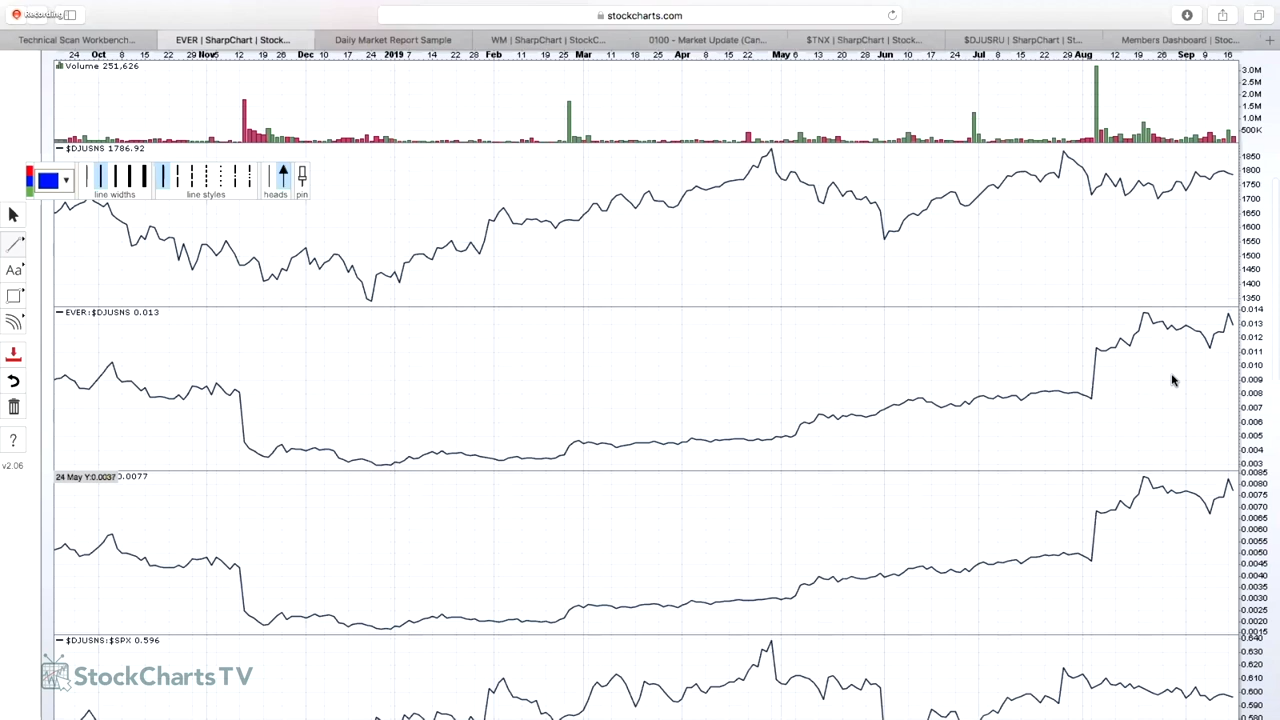 Recording
stockcharts.com
Technical Scan Workbench...
EVER | SharpChart | Stock...
Daily Market Report Sample
WM | SharpChart | StockC...
0100 - Market Update (Can...
$TNX | SharpChart | Stock...
$DJUSRU | SharpChart | St...
Members Dashboard | Stoc...
Oct 8 15 22 29 Nov 12 19 26 Dec 10 17 24 2019 7 14 22 28 Feb 11 19 25 Mar 11 18 25 Apr 8 15 22 May 6 13 20 28 Jun 10 17 24 Jul 8 15 22 29 Aug 12 19 26 Sep 9 16
24
Volume 251,626
3.0M
2.5M
2.0M
1.5M
1.0M
500K
$DJUSNS 1786.92
1850
1800
1750
1700
1650
1600
1550
1500
1450
1400
1350
line widths
line styles
heads
pin
Aa
?
v2.06
EVER:$DJUSNS 0.013
0.014
0.013
0.012
0.011
0.010
0.009
0.008
0.007
0.006
0.005
0.004
0.003
24 May Y:0.0037
0.0077
0.0085
0.0080
0.0075
0.0070
0.0065
0.0060
0.0055
0.0050
0.0045
0.0040
0.0035
0.0030
0.0025
0.0020
0.0015
$DJUSNS:$SPX 0.596
0.640
0.630
0.620
0.610
0.600
0.590
0.580
StockCharts TV